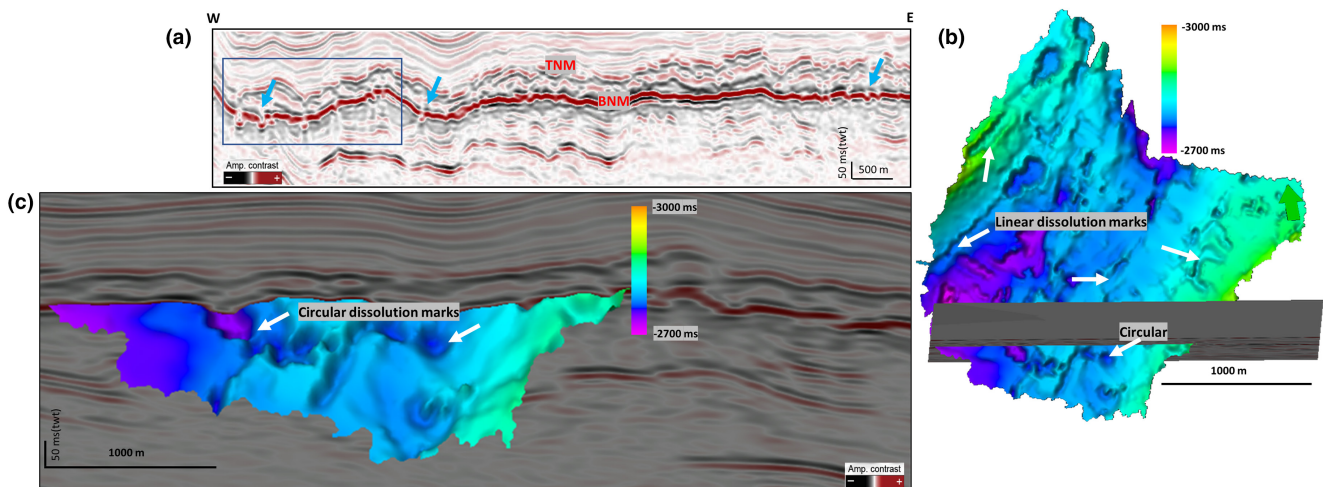 W
E
(a)
TNM
BNM
Amp. contrast
− +
50 ms(twt)
500 m
(b)
-3000 ms
-2700 ms
Linear dissolution marks
Circular
1000 m
(c)
-3000 ms
-2700 ms
Circular dissolution marks
50 ms(twt)
1000 m
Amp. contrast
− +